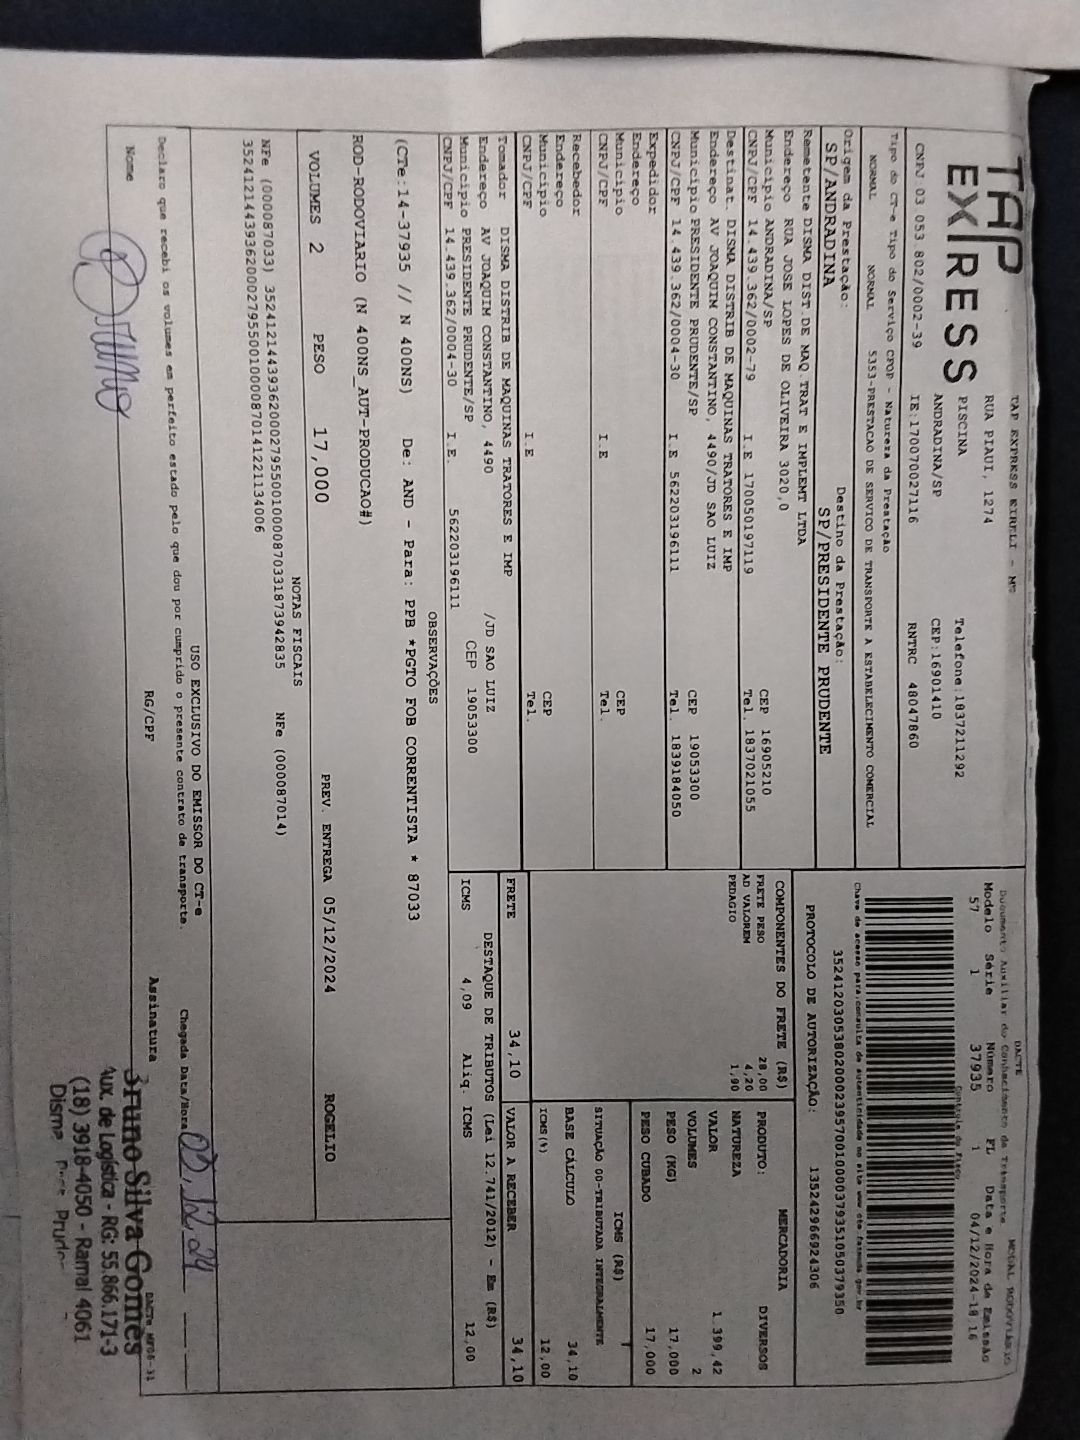 TAP EXPRESS
TAP EXPRESS EIRELI - ME
RUA PIAUI, 1274
PISCINA
ANDRADINA/SP
Telefone:1837211292
CEP:16901410
CNPJ:03.053.802/0002-39 IE:170070027116 RNTRC 48047860
Tipo do CT-e Tipo do Serviço CFOP - Natureza da Prestação
NORMAL NORMAL 5353-PRESTACAO DE SERVICO DE TRANSPORTE A ESTABELECIMENTO COMERCIAL
Origem da Prestação: Destino da Prestação:
SP/ANDRADINA SP/PRESIDENTE PRUDENTE
Remetente DISMA DIST.DE MAQ TRAT E IMPLEMT LTDA
Endereço RUA JOSE LOPES DE OLIVEIRA 3020,0
Município ANDRADINA/SP CEP 16905210
CNPJ/CPF 14.439.362/0002-79 I.E 170050197119 Tel. 1837021055
Destinat. DISMA DISTRIB DE MAQUINAS TRATORES E IMP
Endereço AV JOAQUIM CONSTANTINO, 4490/JD SAO LUIZ
Município PRESIDENTE PRUDENTE/SP CEP 19053300
CNPJ/CPF 14.439.362/0004-30 I.E 562203196111 Tel. 1839184050
Expedidor
Endereço
Município CEP
CNPJ/CPF I.E Tel.
Recebedor
Endereço
Município CEP
CNPJ/CPF I.E Tel.
Tomador DISMA DISTRIB DE MAQUINAS TRATORES E IMP
Endereço AV JOAQUIM CONSTANTINO, 4490 /JD SAO LUIZ
Município PRESIDENTE PRUDENTE/SP CEP 19053300
CNPJ/CPF 14.439.362/0004-30 I.E. 562203196111
DACTE MODAL RODOVIÁRIO
Documento Auxiliar do Conhecimento de Transporte
Modelo Série Número FL Data e Hora de Emissão
57 1 37935 1 04/12/2024-18:16
Controle do Fisco
Chave de acesso para consulta de autenticidade no site www.cte.fazenda.gov.br
35241203053802000239570010000379351050379350
PROTOCOLO DE AUTORIZAÇÃO: 135242966924306
COMPONENTES DO FRETE (R$)
FRETE PESO 28,00
AD VALOREM 4,20
PEDAGIO 1,90
MERCADORIA
PRODUTO: DIVERSOS
NATUREZA
VALOR 1.399,42
VOLUMES 2
PESO (KG) 17,000
PESO CUBADO 17,000
ICMS (R$)
SITUAÇÃO 00-TRIBUTADA INTEGRALMENTE
BASE CÁLCULO 34,10
ICMS(%) 12,00
FRETE 34,10 VALOR A RECEBER 34,10
DESTAQUE DE TRIBUTOS (Lei 12.741/2012) - Em (R$)
ICMS 4,09 Aliq. ICMS 12,00
OBSERVAÇÕES
(CTe:14-37935 // N 400NS) De: AND - Para: PPB *PGTO FOB CORRENTISTA * 87033
ROD-RODOVIARIO (N 400NS_AUT-PRODUCAO#)
VOLUMES 2 PESO 17,000 PREV. ENTREGA 05/12/2024 ROGELIO
NOTAS FISCAIS
NFe (000087033) 35241214439362000279550010000870331873942835 NFe (000087014)
35241214439362000279550010000870141221134006
USO EXCLUSIVO DO EMISSOR DO CT-e
Declaro que recebi os volumes em perfeito estado pelo que dou por cumprido o presente contrato de transporte. Chegada Data/Hora
Nome RG/CPF Assinatura
DACTE MF06-31
Bruno Silva Gomes
Aux. de Logística - RG: 55.866.171-3
(18) 3918-4050 - Ramal 4061
Disma